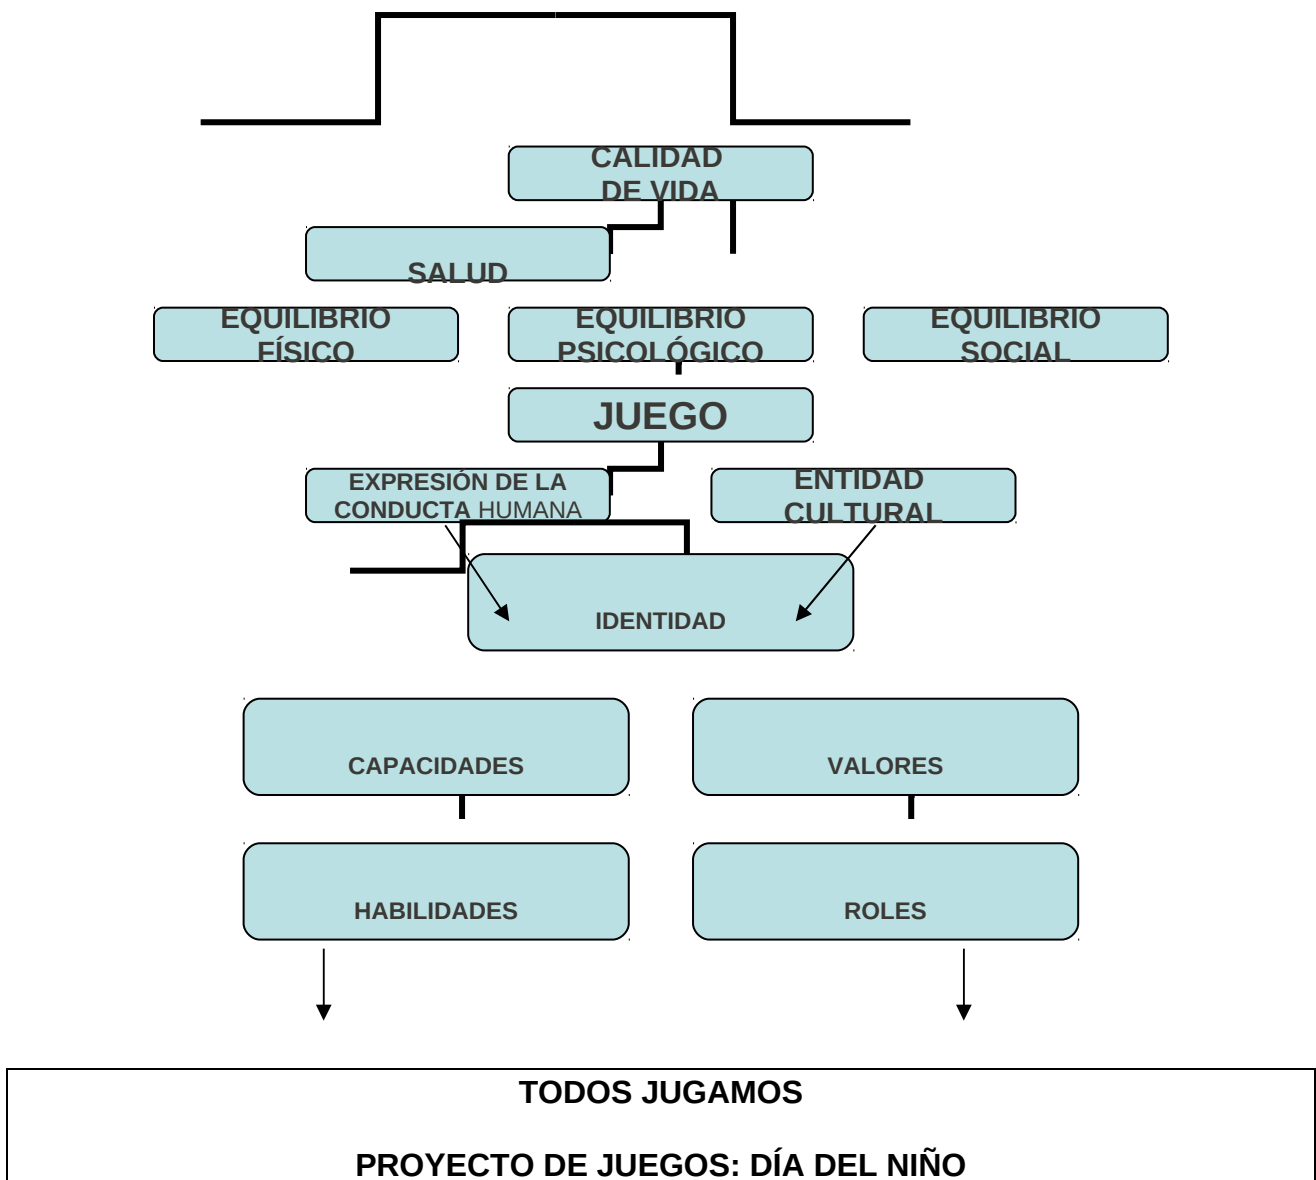 CALIDAD
DE VIDA
SALUD
EQUILIBRIO
FÍSICO
EQUILIBRIO
PSICOLÓGICO
EQUILIBRIO
SOCIAL
JUEGO
EXPRESIÓN DE LA
CONDUCTA HUMANA
ENTIDAD
CULTURAL
IDENTIDAD
CAPACIDADES
VALORES
HABILIDADES
ROLES
TODOS JUGAMOS
PROYECTO DE JUEGOS: DÍA DEL NIÑO